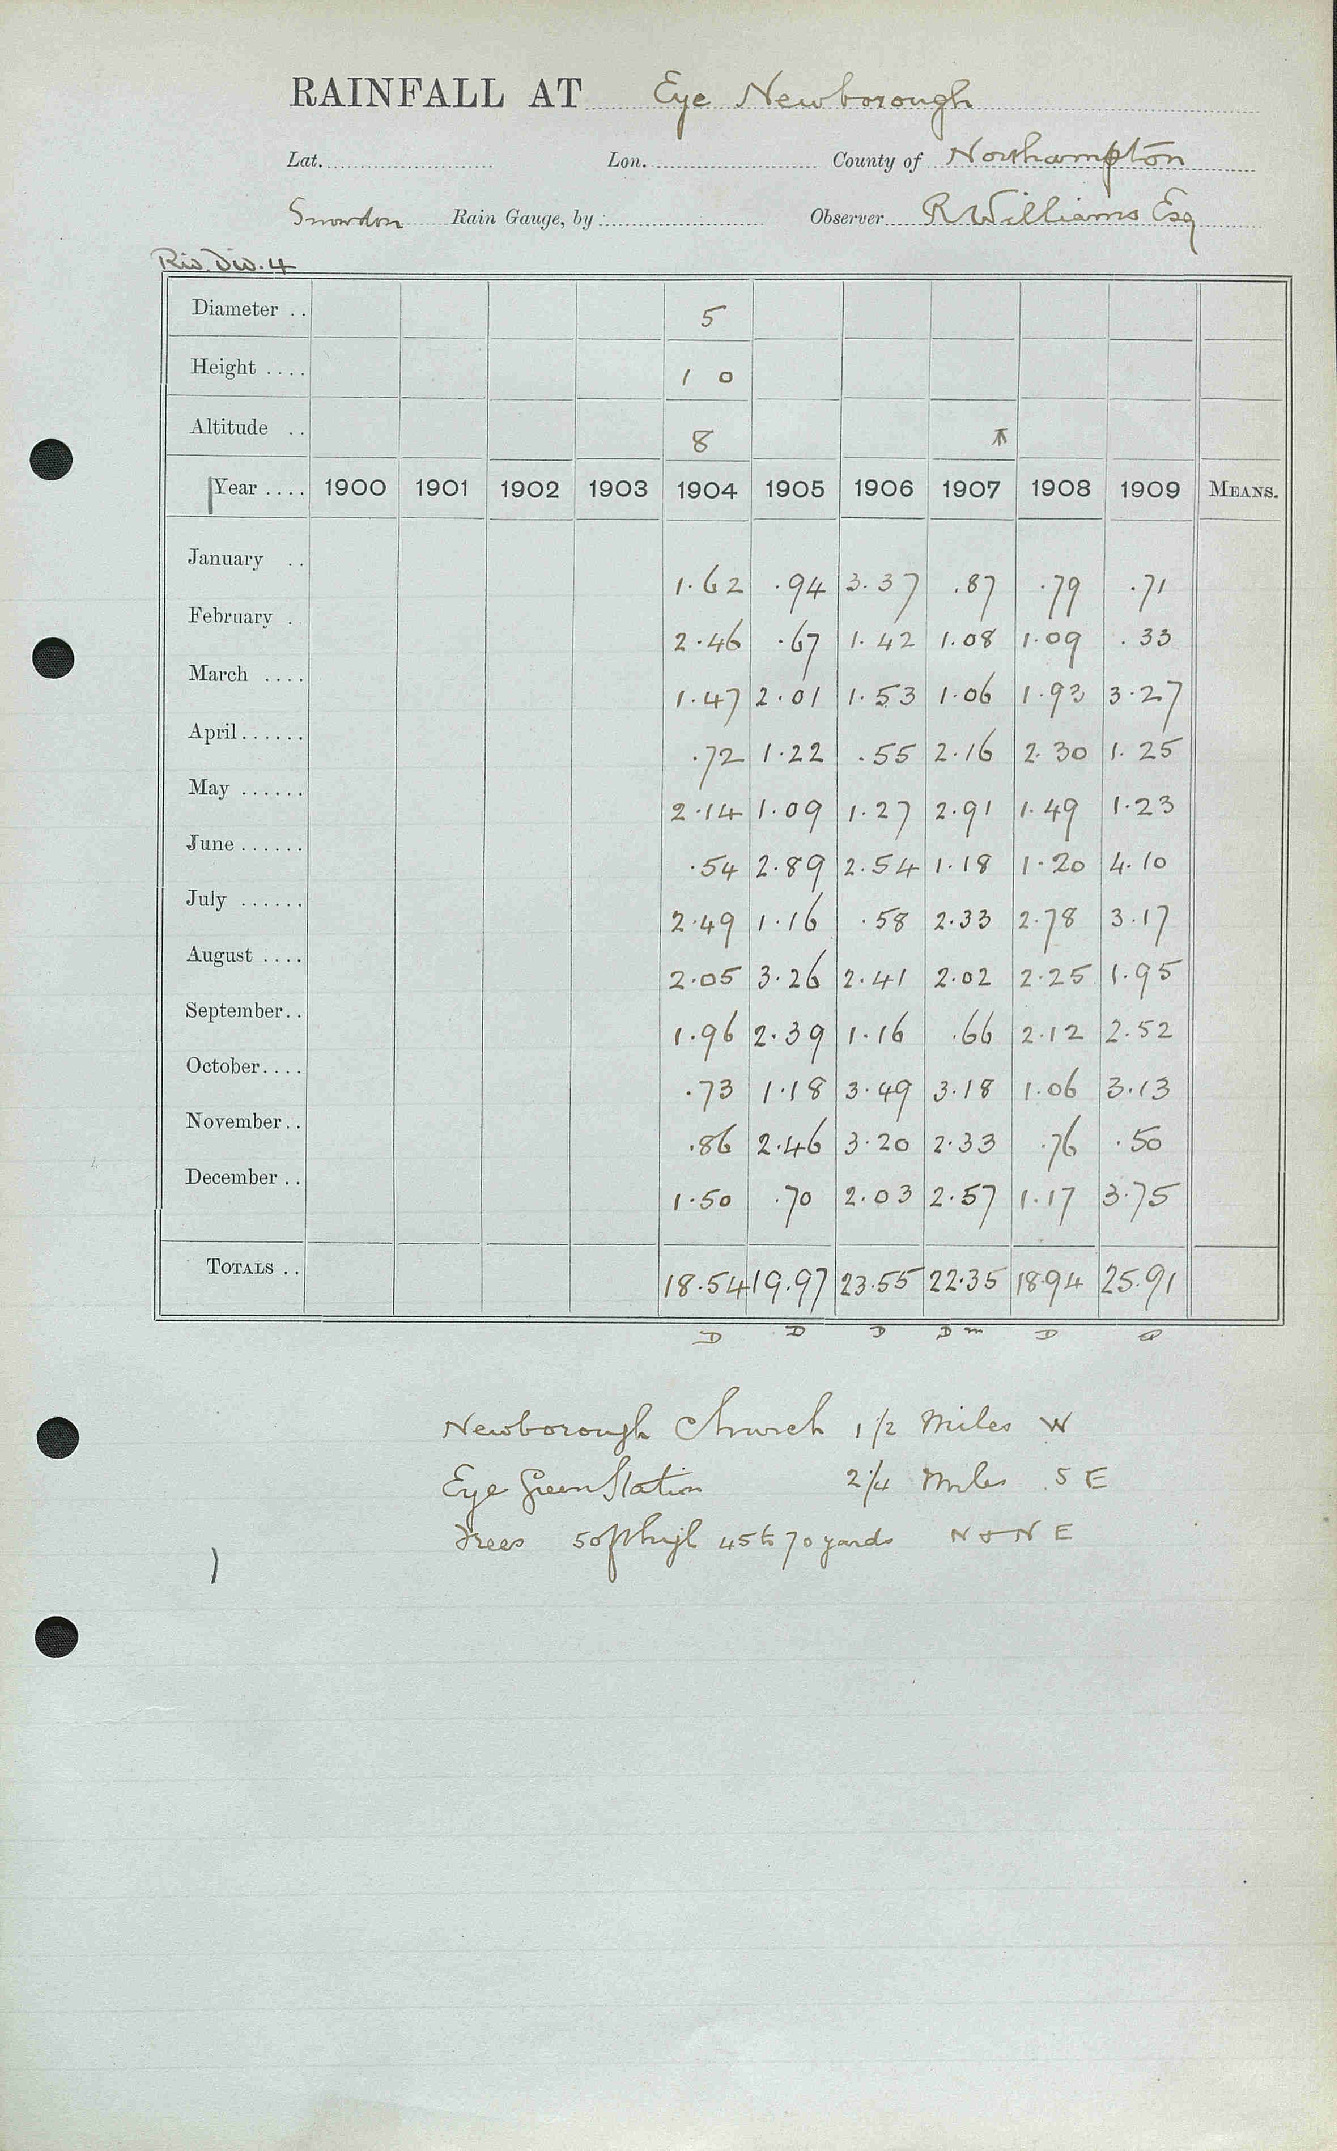 RAINFALL AT Eye Newborough
Lat. Lon. County of Northampton
Snowdon Rain Gauge, by: Observer R Williams Esq
Riv. Div. 4
Diameter .. 5
Height .... 1 0
Altitude .. 8
Year .... 1900 1901 1902 1903 1904 1905 1906 1907 1908 1909 MEANS.
January .. 1.62 .94 3.37 .87 .79 .71
February . 2.46 .67 1.42 1.08 1.09 .33
March .... 1.47 2.01 1.53 1.06 1.93 3.27
April...... .72 1.22 .55 2.16 2.30 1.25
May ...... 2.14 1.09 1.27 2.91 1.49 1.23
June...... .54 2.89 2.54 1.18 1.20 4.10
July ...... 2.49 1.16 .58 2.33 2.78 3.17
August .... 2.05 3.26 2.41 2.02 2.25 1.95
September.. 1.96 2.39 1.16 .66 2.12 2.52
October.... .73 1.18 3.49 3.18 1.06 3.13
November.. .86 2.46 3.20 2.33 .76 .50
December .. 1.50 .70 2.03 2.57 1.17 3.75
TOTALS .. 18.54 19.97 23.55 22.35 18.94 25.91
D D D D m D
Newborough Church 1 1/2 Miles W
Eye Green Station 2 1/4 Miles S E
Trees 50 ft high 45 to 70 yards N & N E